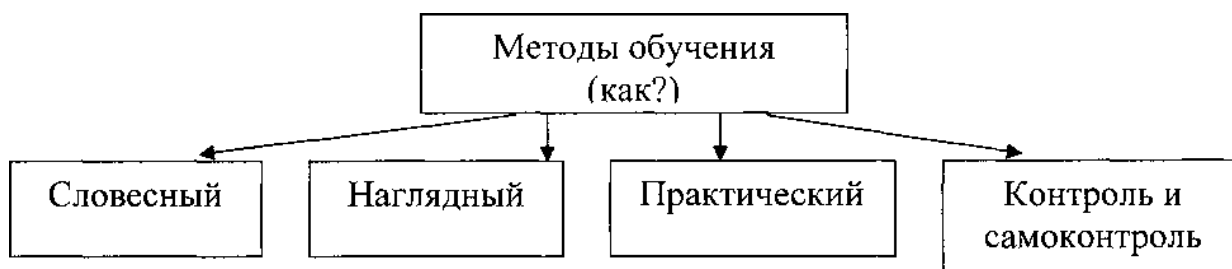 Методы обучения
(как?)
Словесный
Наглядный
Практический
Контроль и
самоконтроль